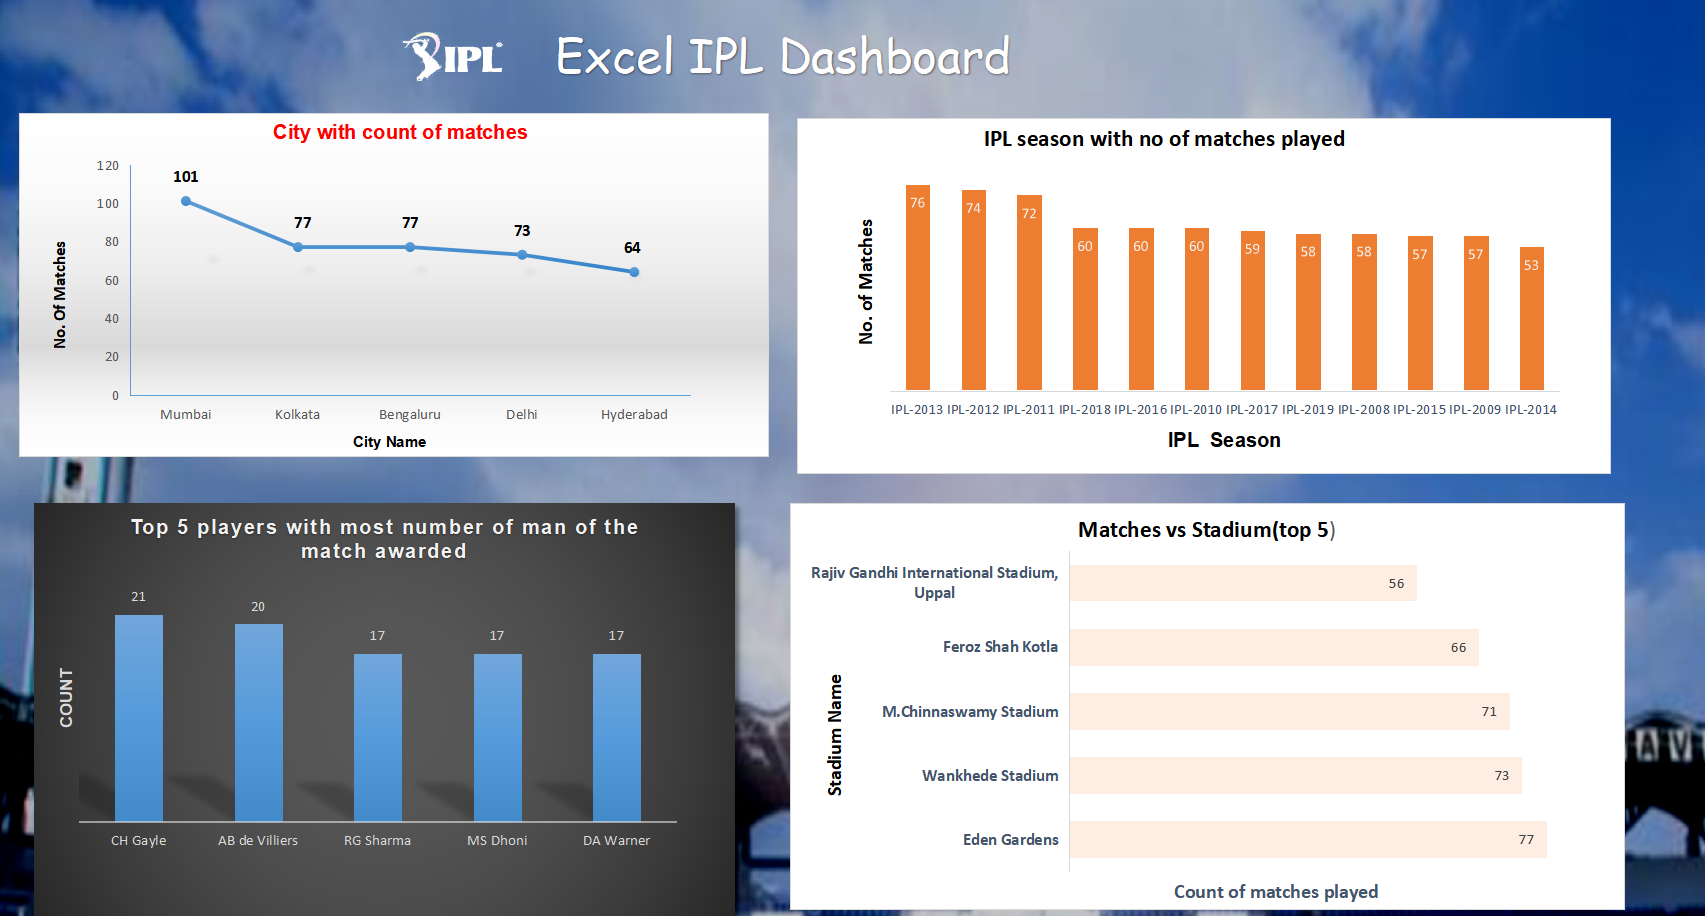 IPL
Excel IPL Dashboard
City with count of matches
120
100
80
60
40
20
0
No. Of Matches
101
77
77
73
64
Mumbai Kolkata Bengaluru Delhi Hyderabad
City Name
IPL season with no of matches played
No. of Matches
76 74 72 60 60 60 59 58 58 57 57 53
IPL-2013 IPL-2012 IPL-2011 IPL-2018 IPL-2016 IPL-2010 IPL-2017 IPL-2019 IPL-2008 IPL-2015 IPL-2009 IPL-2014
IPL Season
Top 5 players with most number of man of the
match awarded
COUNT
21 20 17 17 17
CH Gayle AB de Villiers RG Sharma MS Dhoni DA Warner
Matches vs Stadium(top 5)
Stadium Name
Rajiv Gandhi International Stadium,
Uppal
56
Feroz Shah Kotla 66
M.Chinnaswamy Stadium 71
Wankhede Stadium 73
Eden Gardens 77
Count of matches played